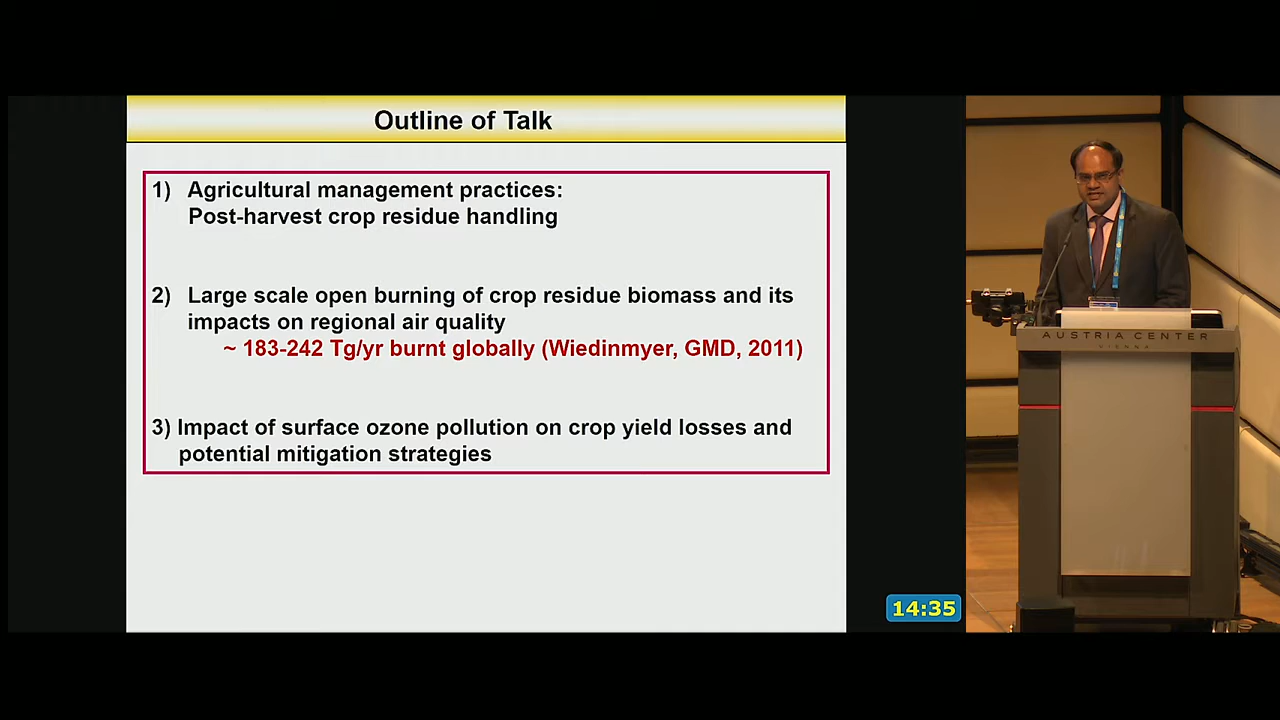 Outline of Talk
1) Agricultural management practices:
Post-harvest crop residue handling
2) Large scale open burning of crop residue biomass and its
impacts on regional air quality
~ 183-242 Tg/yr burnt globally (Wiedinmyer, GMD, 2011)
3) Impact of surface ozone pollution on crop yield losses and
potential mitigation strategies
14:35
AUSTRIA CENTER
VIENNA